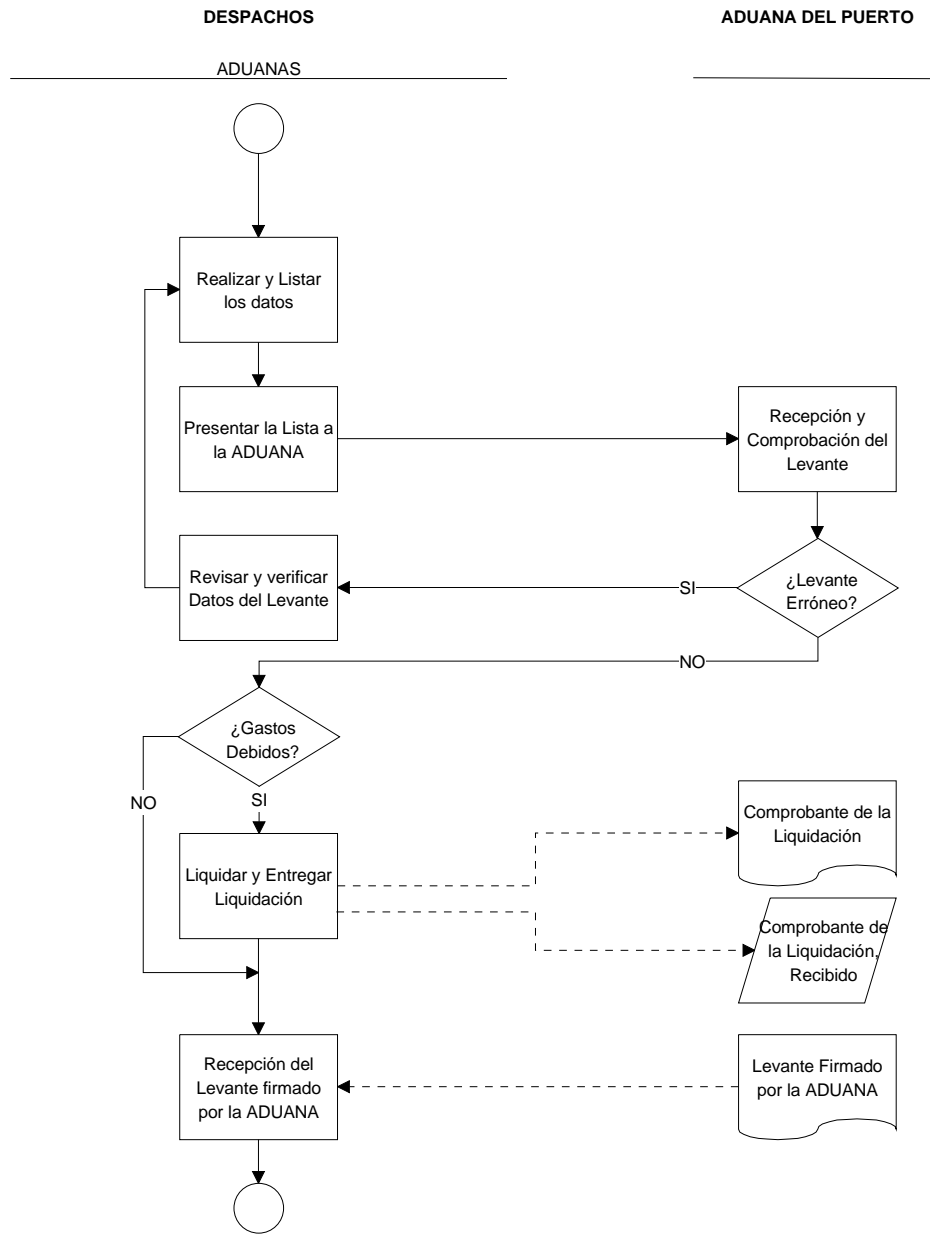 DESPACHOS
ADUANA DEL PUERTO
ADUANAS
Realizar y Listar
los datos
Presentar la Lista a
la ADUANA
Recepción y
Comprobación del
Levante
Revisar y verificar
Datos del Levante
SI
¿Levante
Erróneo?
NO
¿Gastos
Debidos?
NO
SI
Comprobante de la
Liquidación
Liquidar y Entregar
Liquidación
Comprobante de
la Liquidación,
Recibido
Recepción del
Levante firmado
por la ADUANA
Levante Firmado
por la ADUANA